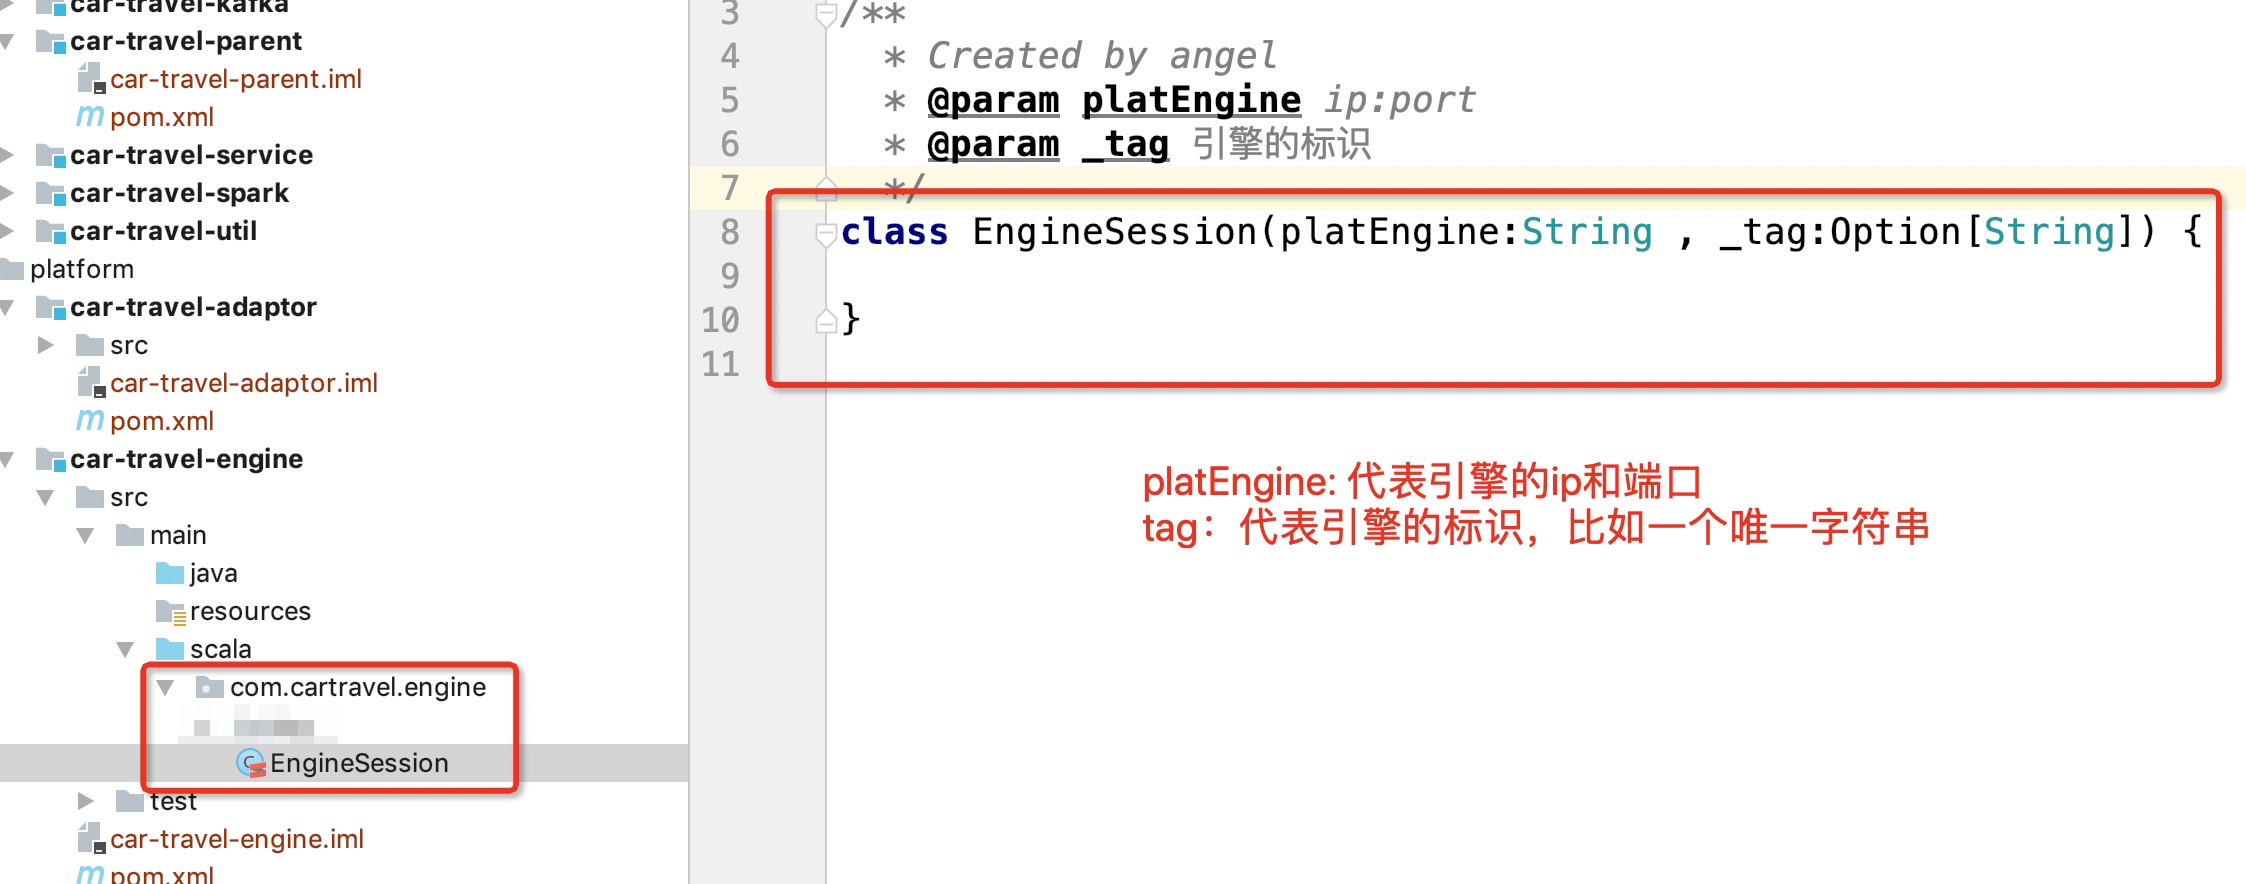 car-travel-kafka
car-travel-parent
car-travel-parent.iml
pom.xml
car-travel-service
car-travel-spark
car-travel-util
platform
car-travel-adaptor
src
car-travel-adaptor.iml
pom.xml
car-travel-engine
src
main
java
resources
scala
com.cartravel.engine
EngineSession
test
car-travel-engine.iml
pom.xml
3 /**
4 * Created by angel
5 * @param platEngine ip:port
6 * @param _tag 引擎的标识
7 */
8 class EngineSession(platEngine:String , _tag:Option[String]) {
9
10 }
11
platEngine: 代表引擎的ip和端口
tag：代表引擎的标识，比如一个唯一字符串